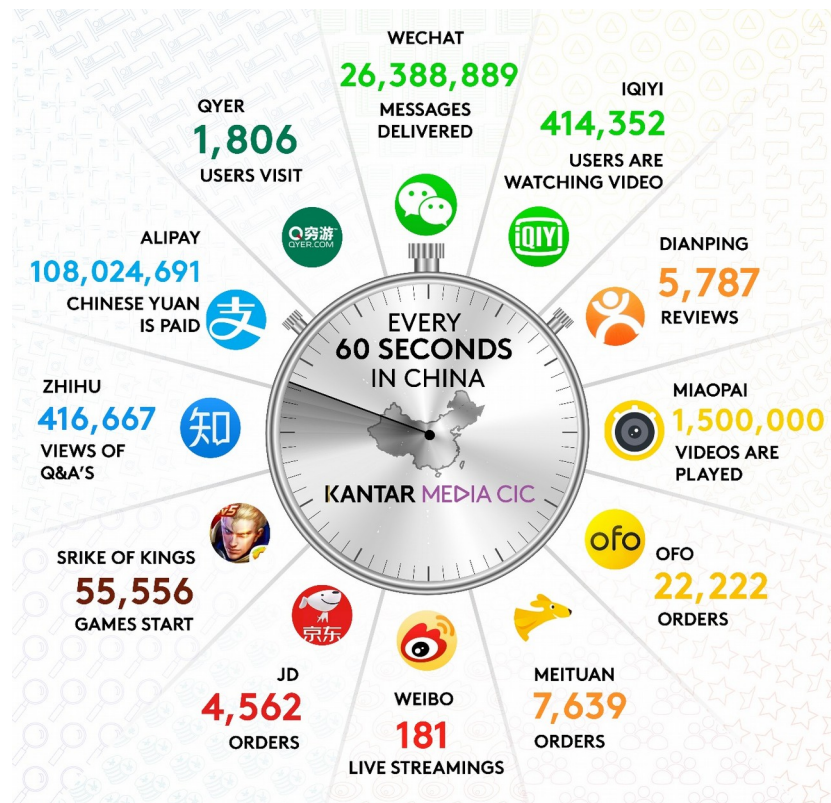 WECHAT
26,388,889
MESSAGES
DELIVERED
IQIYI
414,352
USERS ARE
WATCHING VIDEO
iQIYI
DIANPING
5,787
REVIEWS
MIAOPAI
1,500,000
VIDEOS ARE
PLAYED
ofo
OFO
22,222
ORDERS
MEITUAN
7,639
ORDERS
WEIBO
181
LIVE STREAMINGS
京东
JD
4,562
ORDERS
SRIKE OF KINGS
55,556
GAMES START
ZHIHU
416,667
VIEWS OF
Q&A'S
知
ALIPAY
108,024,691
CHINESE YUAN
IS PAID
支
QYER
1,806
USERS VISIT
Q穷游
QYER.COM
EVERY
60 SECONDS
IN CHINA
KANTAR MEDIA CIC